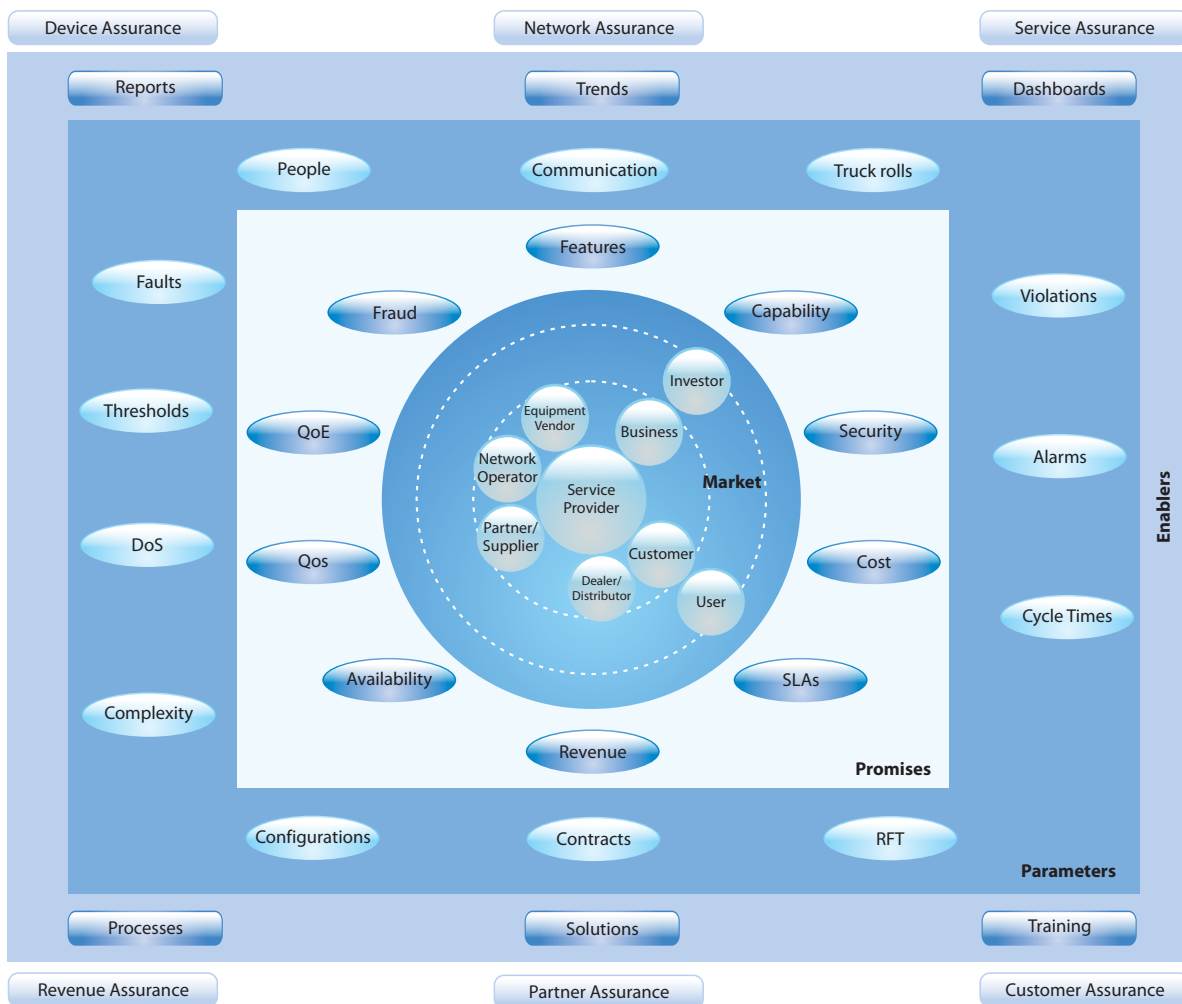 Device Assurance
Network Assurance
Service Assurance
Reports
Trends
Dashboards
People
Communication
Truck rolls
Features
Faults
Violations
Fraud
Capability
Investor
Thresholds
Equipment
Vendor
QoE
Business
Security
Alarms
Network
Operator
Market
Service
Provider
Enablers
Partner/
Supplier
DoS
Customer
Qos
Cost
Dealer/
Distributor
User
Cycle Times
Availability
SLAs
Complexity
Revenue
Promises
Configurations
Contracts
RFT
Parameters
Processes
Solutions
Training
Revenue Assurance
Partner Assurance
Customer Assurance